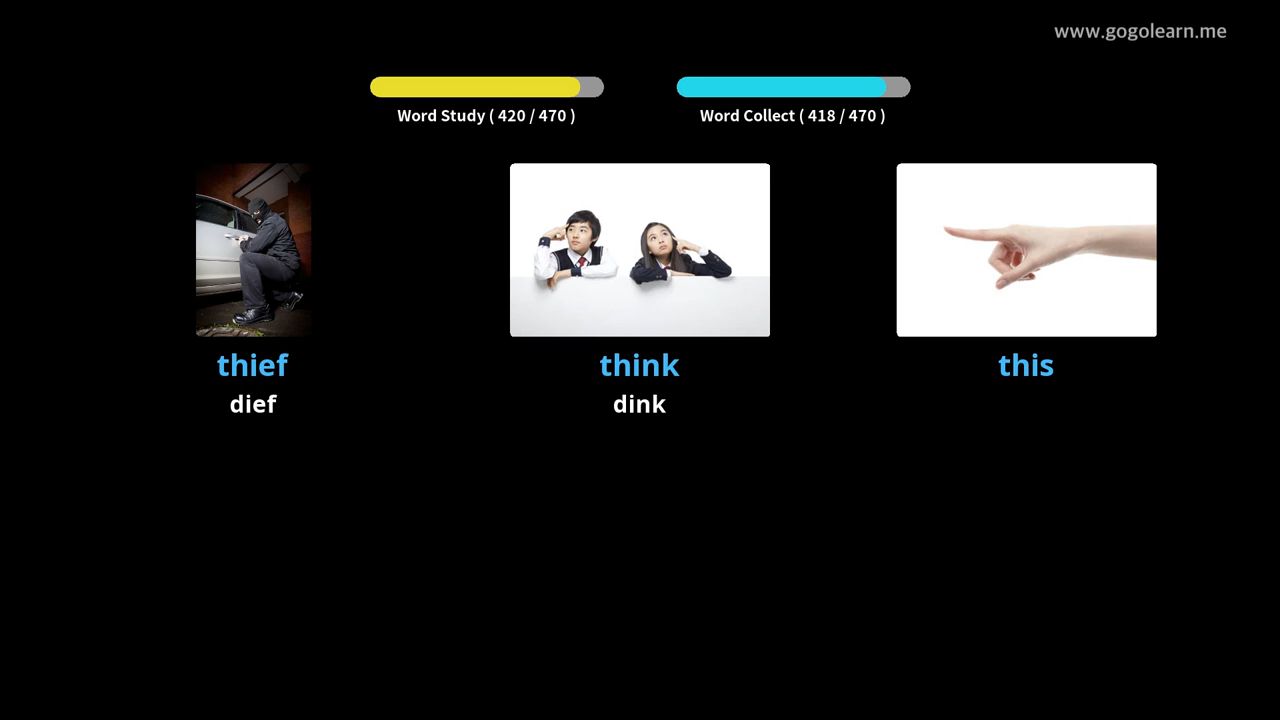 www.gogolearn.me
Word Study ( 420 / 470 )
Word Collect ( 418 / 470 )
thief
dief
think
dink
this